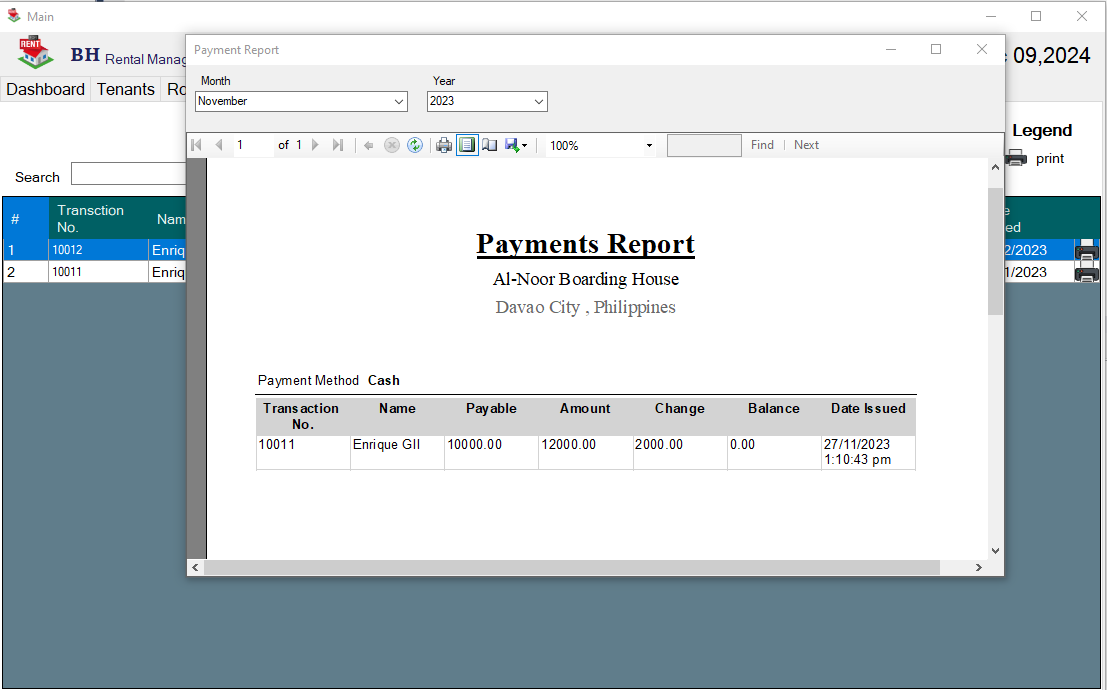 Main
RENT
BH Rental Manag
09,2024
Dashboard Tenants Ro
Payment Report
Month Year
November 2023
1 of 1 100% Find Next
Legend
print
Search
# Transction No. Nam
ed
1 10012 Enriq 2/2023
2 10011 Enriq 1/2023
Payments Report
Al-Noor Boarding House
Davao City , Philippines
Payment Method Cash
Transaction Name Payable Amount Change Balance Date Issued
No.
10011 Enrique GII 10000.00 12000.00 2000.00 0.00 27/11/2023
1:10:43 pm